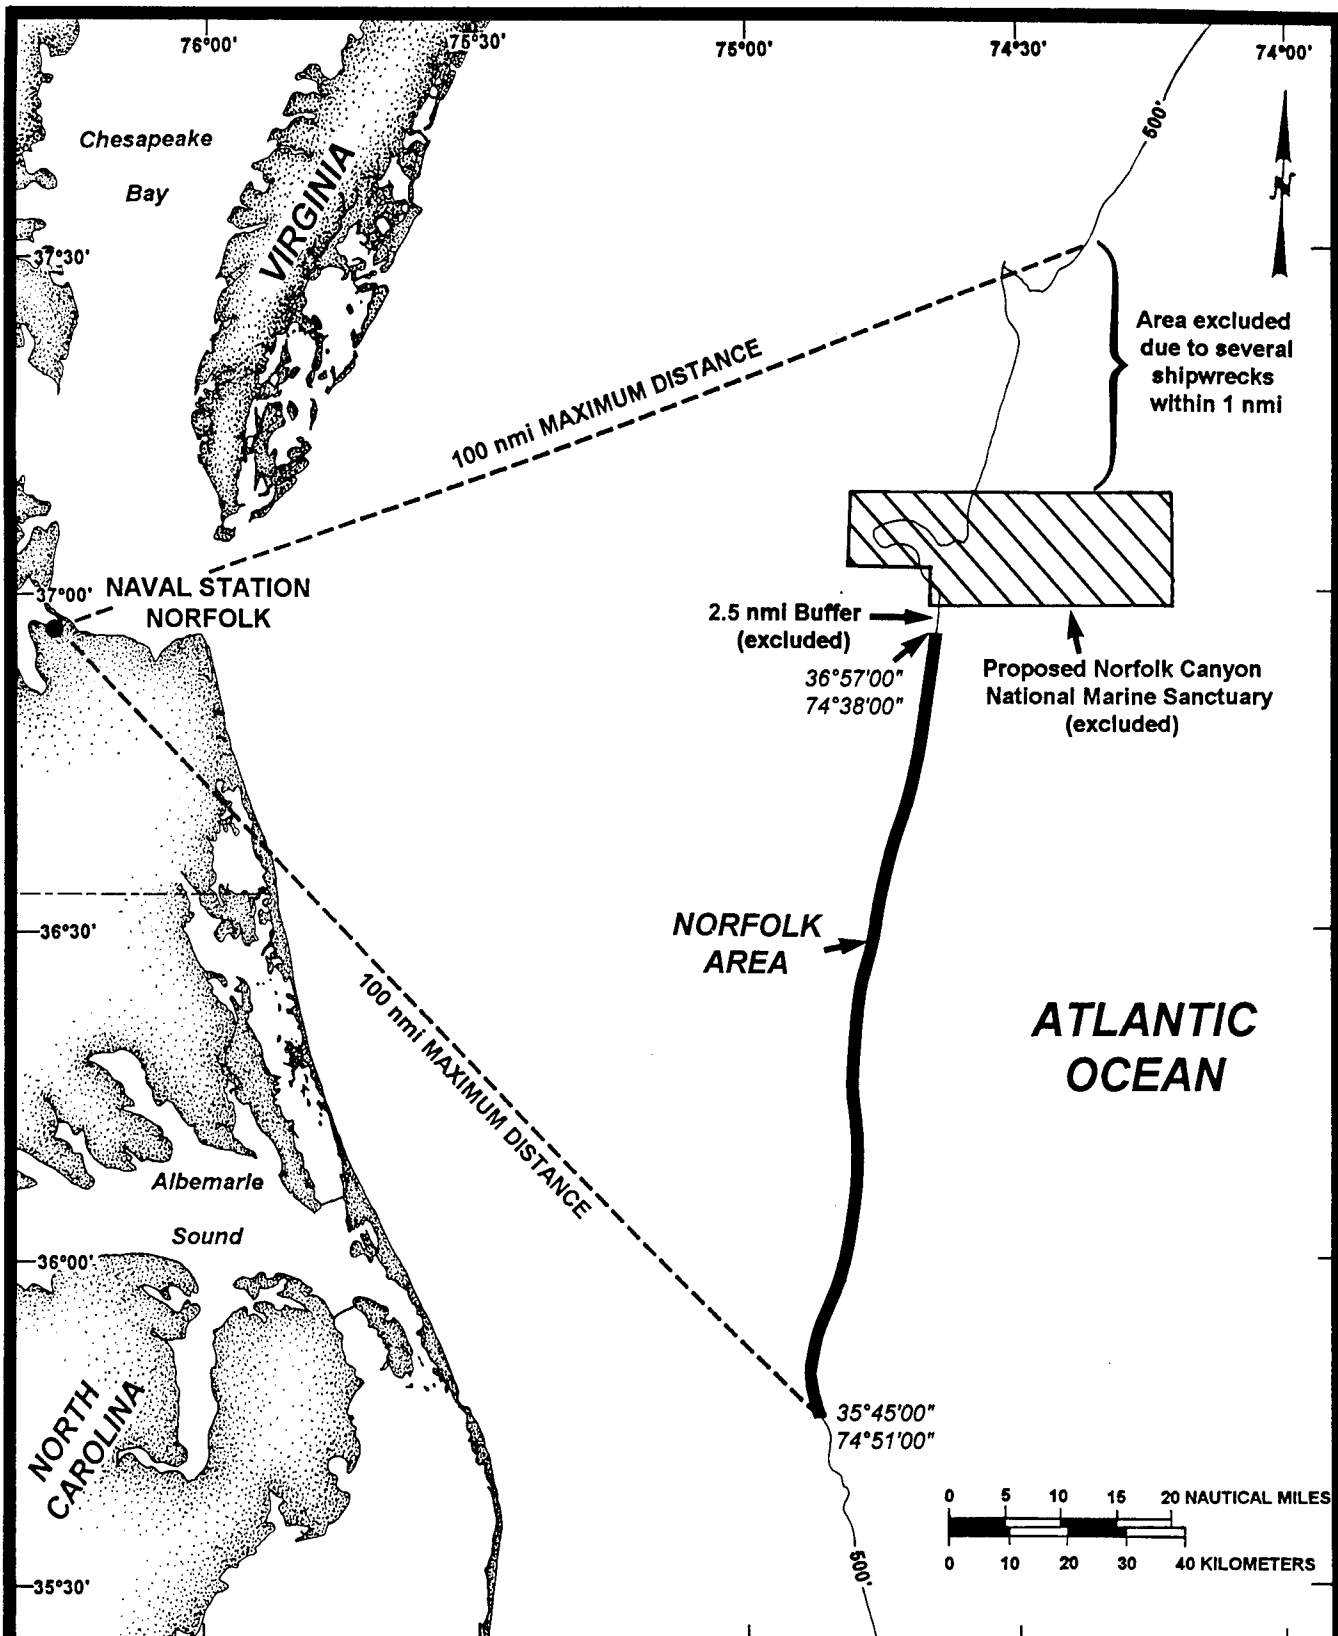 76°00'
75°30'
75°00'
74°30'
74°00'
500'
Chesapeake
Bay
VIRGINIA
N
37°30'
Area excluded
due to several
shipwrecks
within 1 nmi
100 nmi MAXIMUM DISTANCE
37°00'
NAVAL STATION
NORFOLK
2.5 nmi Buffer
(excluded)
36°57'00"
74°38'00"
Proposed Norfolk Canyon
National Marine Sanctuary
(excluded)
36°30'
NORFOLK
AREA
100 nmi MAXIMUM DISTANCE
ATLANTIC
OCEAN
Albemarle
Sound
36°00'
NORTH
CAROLINA
35°45'00"
74°51'00"
0 5 10 15 20 NAUTICAL MILES
0 10 20 30 40 KILOMETERS
500'
35°30'